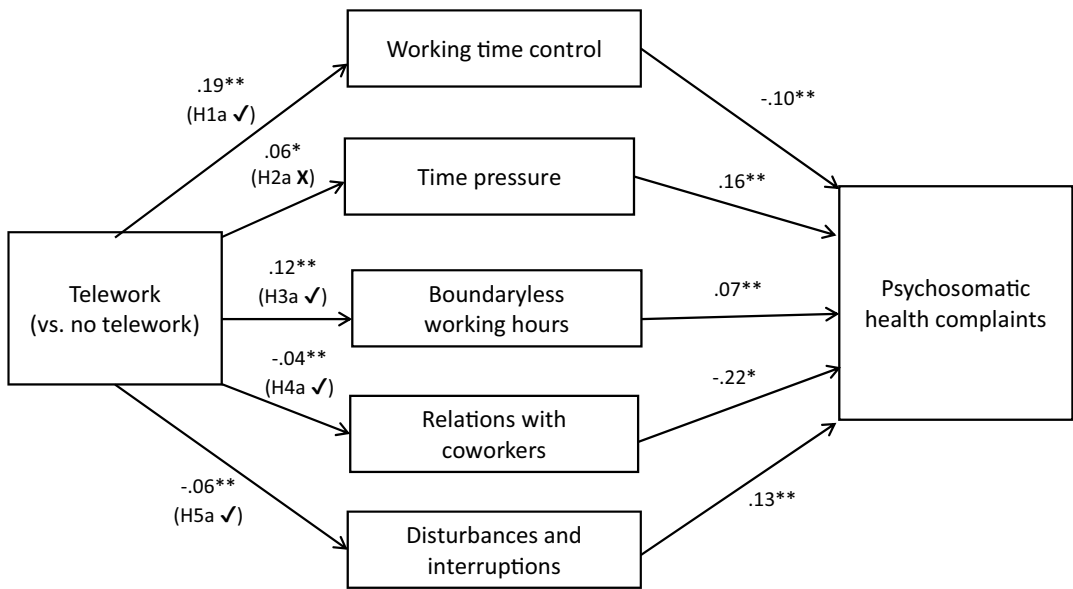 Working time control
.19**
(H1a ✓)
-.10**
.06*
(H2a X)
Time pressure
.16**
Telework
(vs. no telework)
.12**
(H3a ✓)
Boundaryless
working hours
.07**
Psychosomatic
health complaints
-.04**
(H4a ✓)
Relations with
coworkers
-.22*
-.06**
(H5a ✓)
Disturbances and
interruptions
.13**